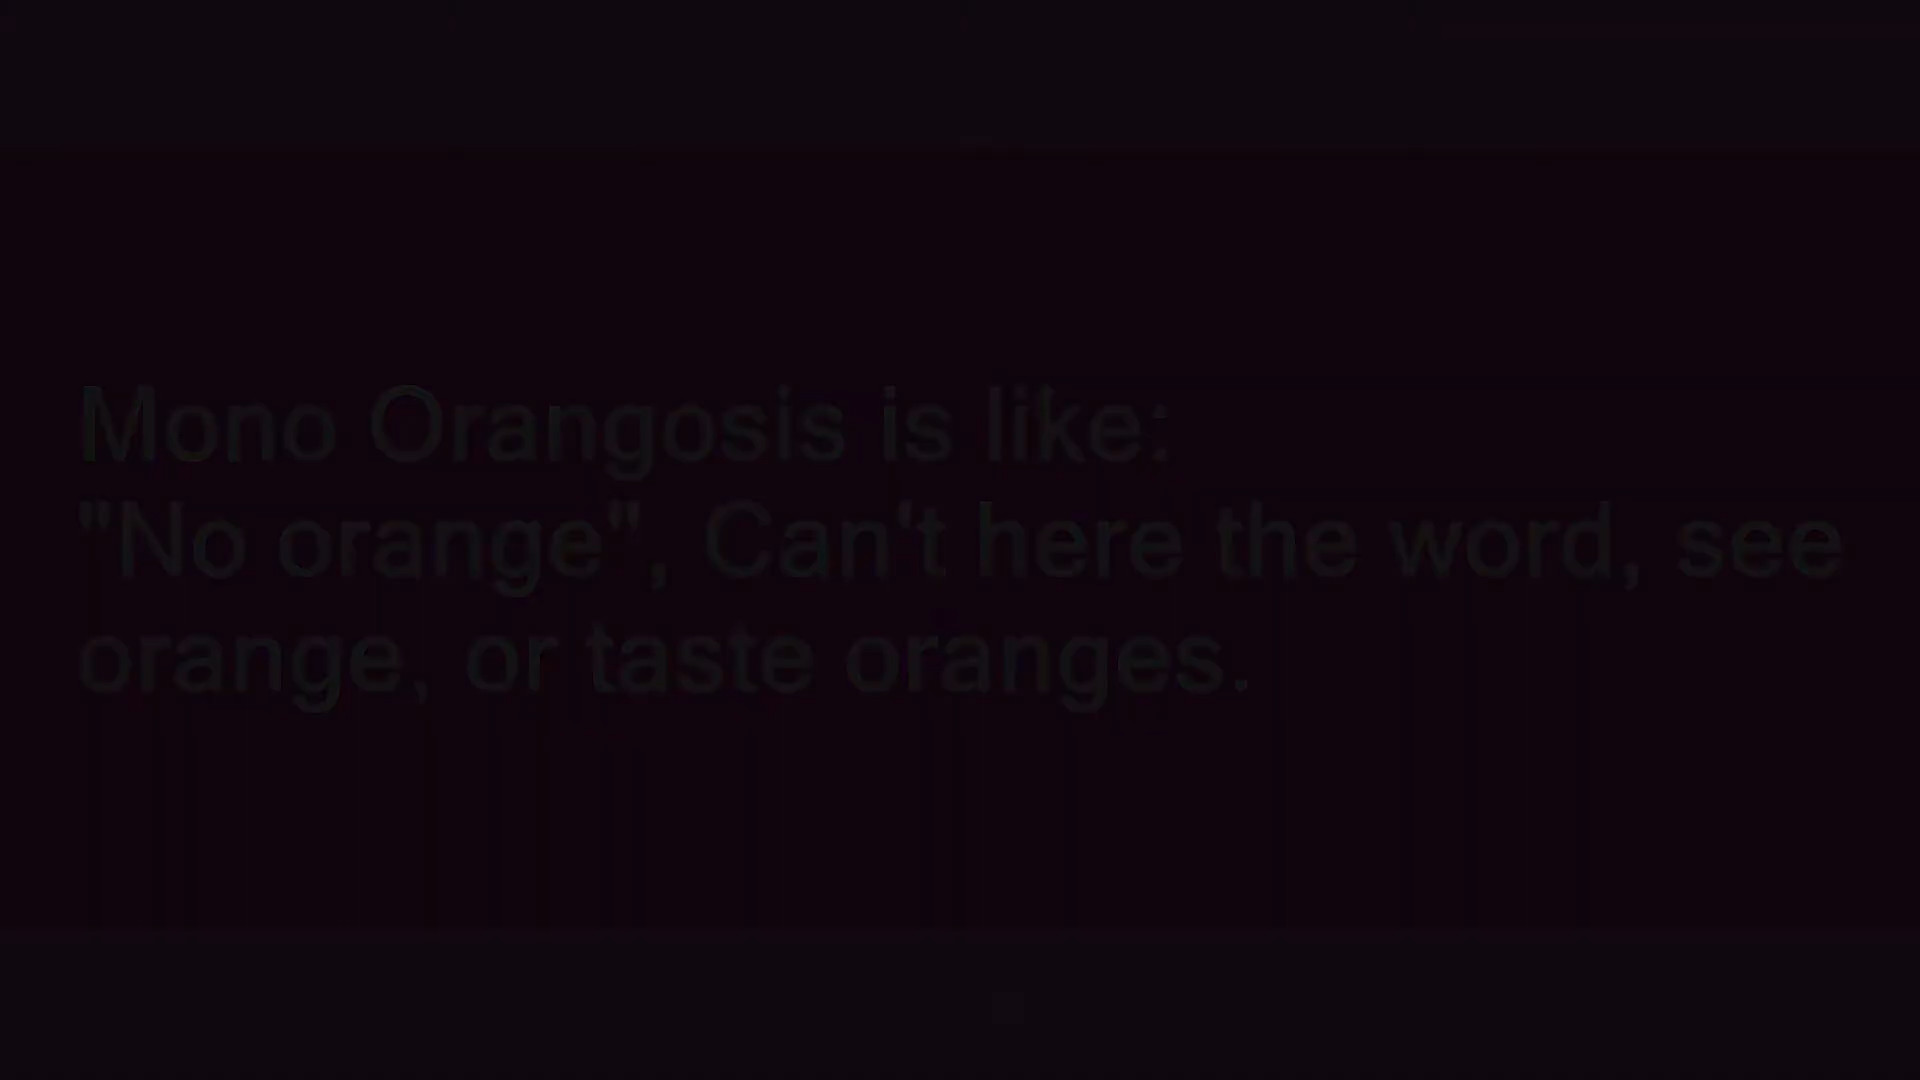 Mono Orangosis is like:
"No orange", Can't here the word, see
orange, or taste oranges.